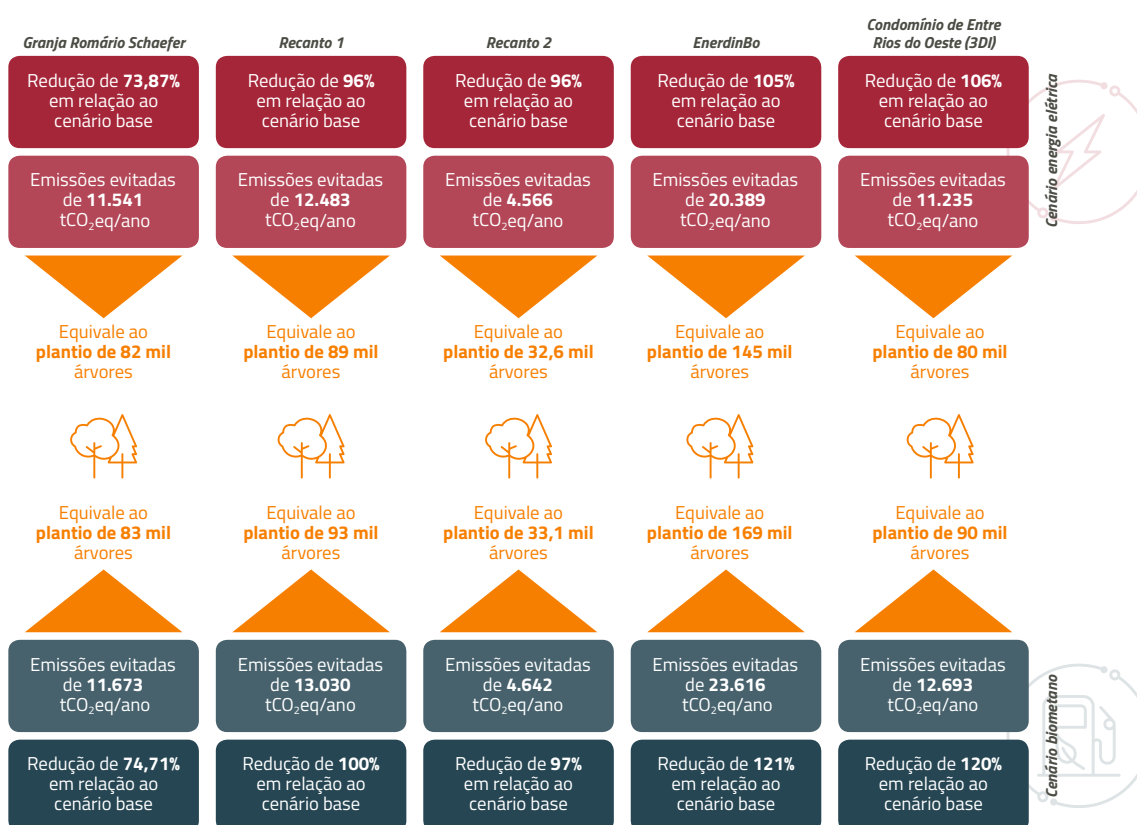 Granja Romário Schaefer
Recanto 1
Recanto 2
EnerdinBo
Condomínio de Entre
Rios do Oeste (3DI)
Redução de 73,87%
em relação ao
cenário base
Redução de 96%
em relação ao
cenário base
Redução de 96%
em relação ao
cenário base
Redução de 105%
em relação ao
cenário base
Redução de 106%
em relação ao
cenário base
Cenário energia elétrica
Emissões evitadas
de 11.541
tCO₂eq/ano
Emissões evitadas
de 12.483
tCO₂eq/ano
Emissões evitadas
de 4.566
tCO₂eq/ano
Emissões evitadas
de 20.389
tCO₂eq/ano
Emissões evitadas
de 11.235
tCO₂eq/ano
Equivale ao
plantio de 82 mil
árvores
Equivale ao
plantio de 89 mil
árvores
Equivale ao
plantio de 32,6 mil
árvores
Equivale ao
plantio de 145 mil
árvores
Equivale ao
plantio de 80 mil
árvores
Equivale ao
plantio de 83 mil
árvores
Equivale ao
plantio de 93 mil
árvores
Equivale ao
plantio de 33,1 mil
árvores
Equivale ao
plantio de 169 mil
árvores
Equivale ao
plantio de 90 mil
árvores
Emissões evitadas
de 11.673
tCO₂eq/ano
Emissões evitadas
de 13.030
tCO₂eq/ano
Emissões evitadas
de 4.642
tCO₂eq/ano
Emissões evitadas
de 23.616
tCO₂eq/ano
Emissões evitadas
de 12.693
tCO₂eq/ano
Cenário biometano
Redução de 74,71%
em relação ao
cenário base
Redução de 100%
em relação ao
cenário base
Redução de 97%
em relação ao
cenário base
Redução de 121%
em relação ao
cenário base
Redução de 120%
em relação ao
cenário base